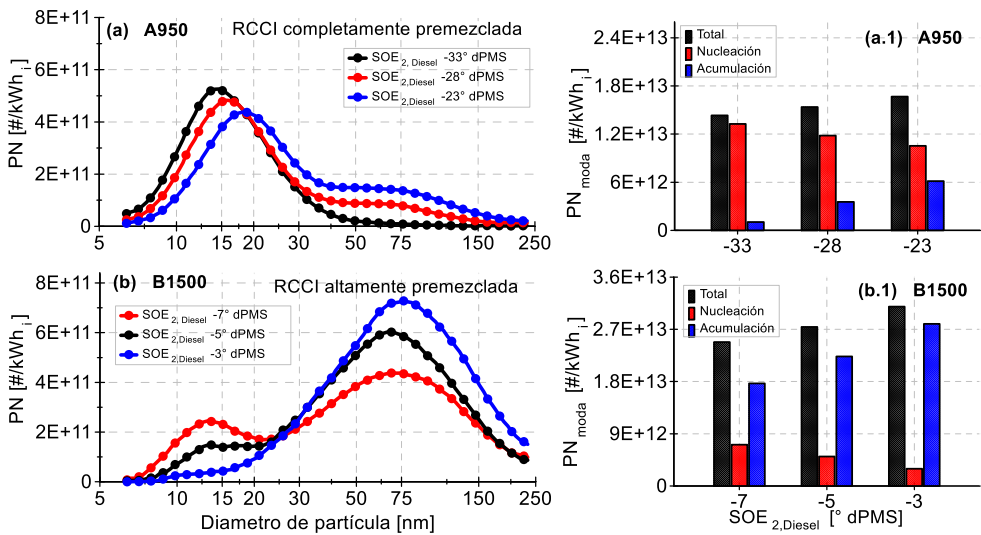 (a) A950
RCCI completamente premezclada
SOE2, Diesel -33° dPMS
SOE2,Diesel -28° dPMS
SOE2,Diesel -23° dPMS
PN [#/kWhi]
8E+11
6E+11
4E+11
2E+11
0
5 10 15 20 30 50 75 150 250
(a.1) A950
Total
Nucleación
Acumulación
PNmoda [#/kWhi]
2.4E+13
1.8E+13
1.2E+13
6E+12
0
-33 -28 -23
(b) B1500
RCCI altamente premezclada
SOE2, Diesel -7° dPMS
SOE2,Diesel -5° dPMS
SOE2,Diesel -3° dPMS
PN [#/kWhi]
8E+11
6E+11
4E+11
2E+11
0
5 10 15 20 30 50 75 150 250
Diametro de partícula [nm]
(b.1) B1500
Total
Nucleación
Acumulación
PNmoda [#/kWhi]
3.6E+13
2.7E+13
1.8E+13
9E+12
0
-7 -5 -3
SOE2,Diesel [° dPMS]